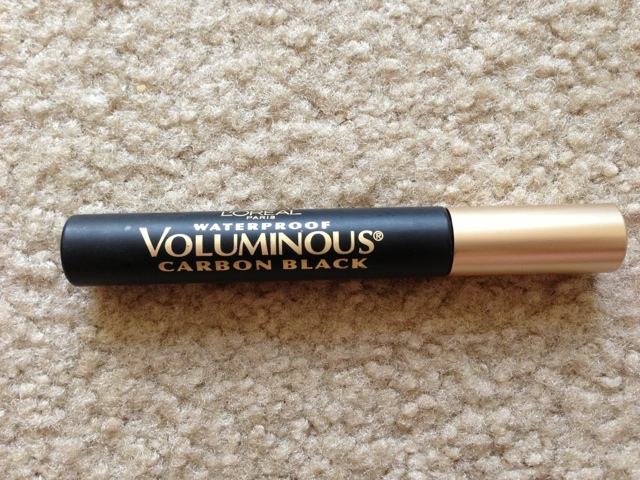 L'ORÉAL
PARIS
WATERPROOF
VOLUMINOUS®
CARBON BLACK